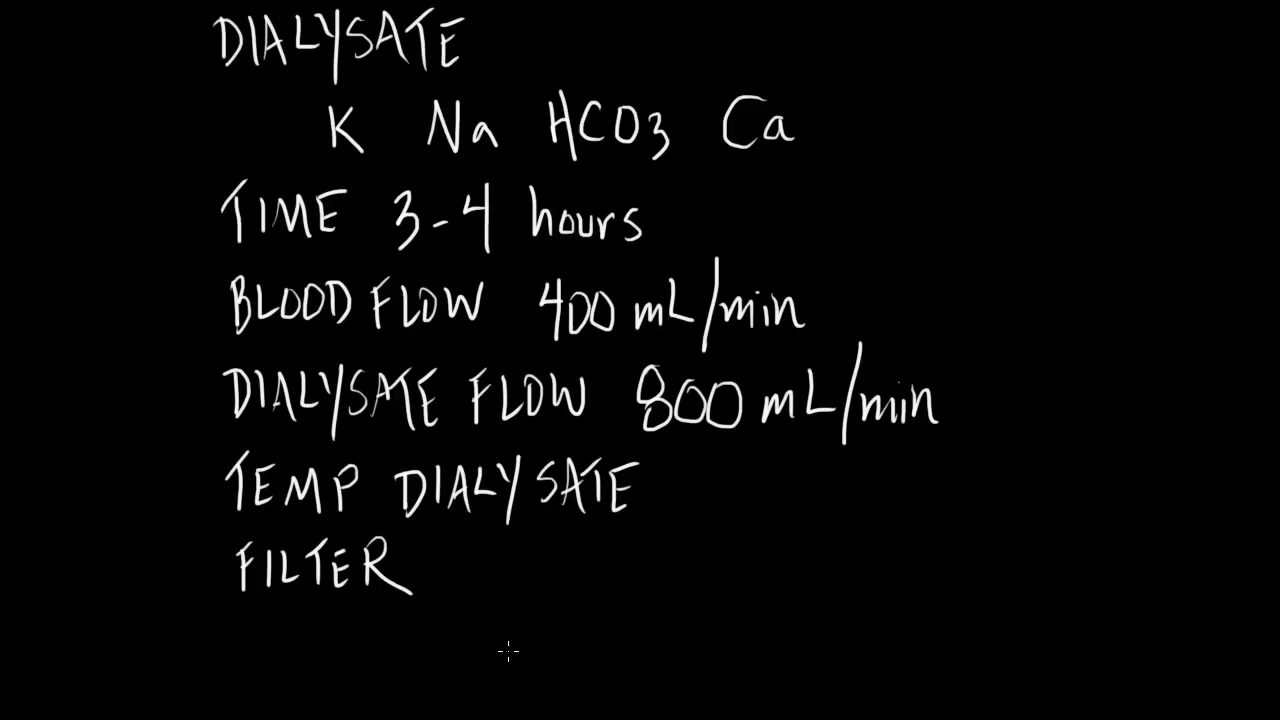 DIALYSATE
K Na HCO3 Ca
TIME 3-4 hours
BLOOD FLOW 400 mL/min
DIALYSATE FLOW 800 mL/min
TEMP DIALYSATE
FILTER